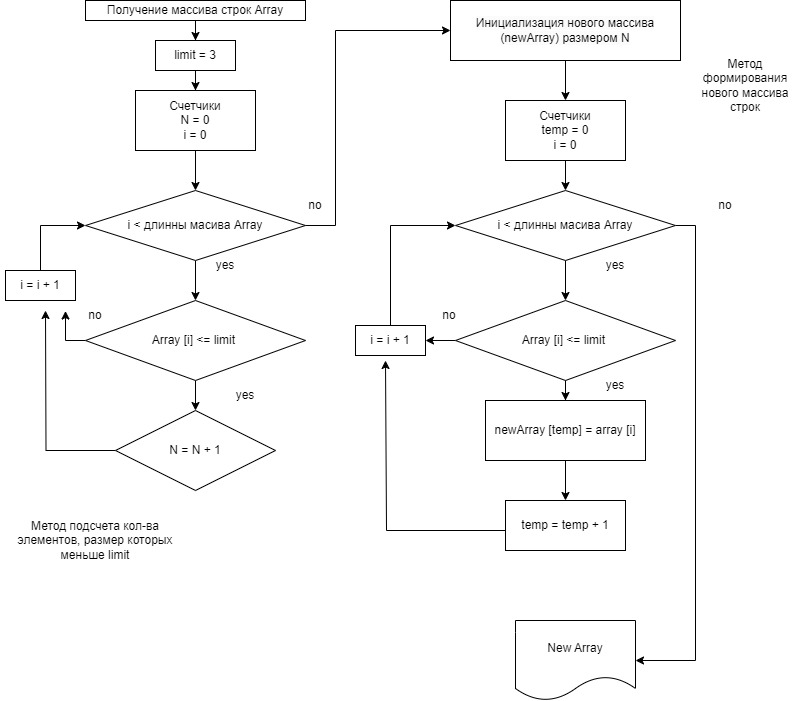 Получение массива строк Array
limit = 3
Счетчики
N = 0
i = 0
i < длинны масива Array
no
yes
i = i + 1
no
Array [i] <= limit
yes
N = N + 1
Метод подсчета кол-ва
элементов, размер которых
меньше limit
Инициализация нового массива
(newArray) размером N
Метод
формирования
нового массива
строк
Счетчики
temp = 0
i = 0
i < длинны масива Array
no
yes
no
i = i + 1
Array [i] <= limit
yes
newArray [temp] = array [i]
temp = temp + 1
New Array